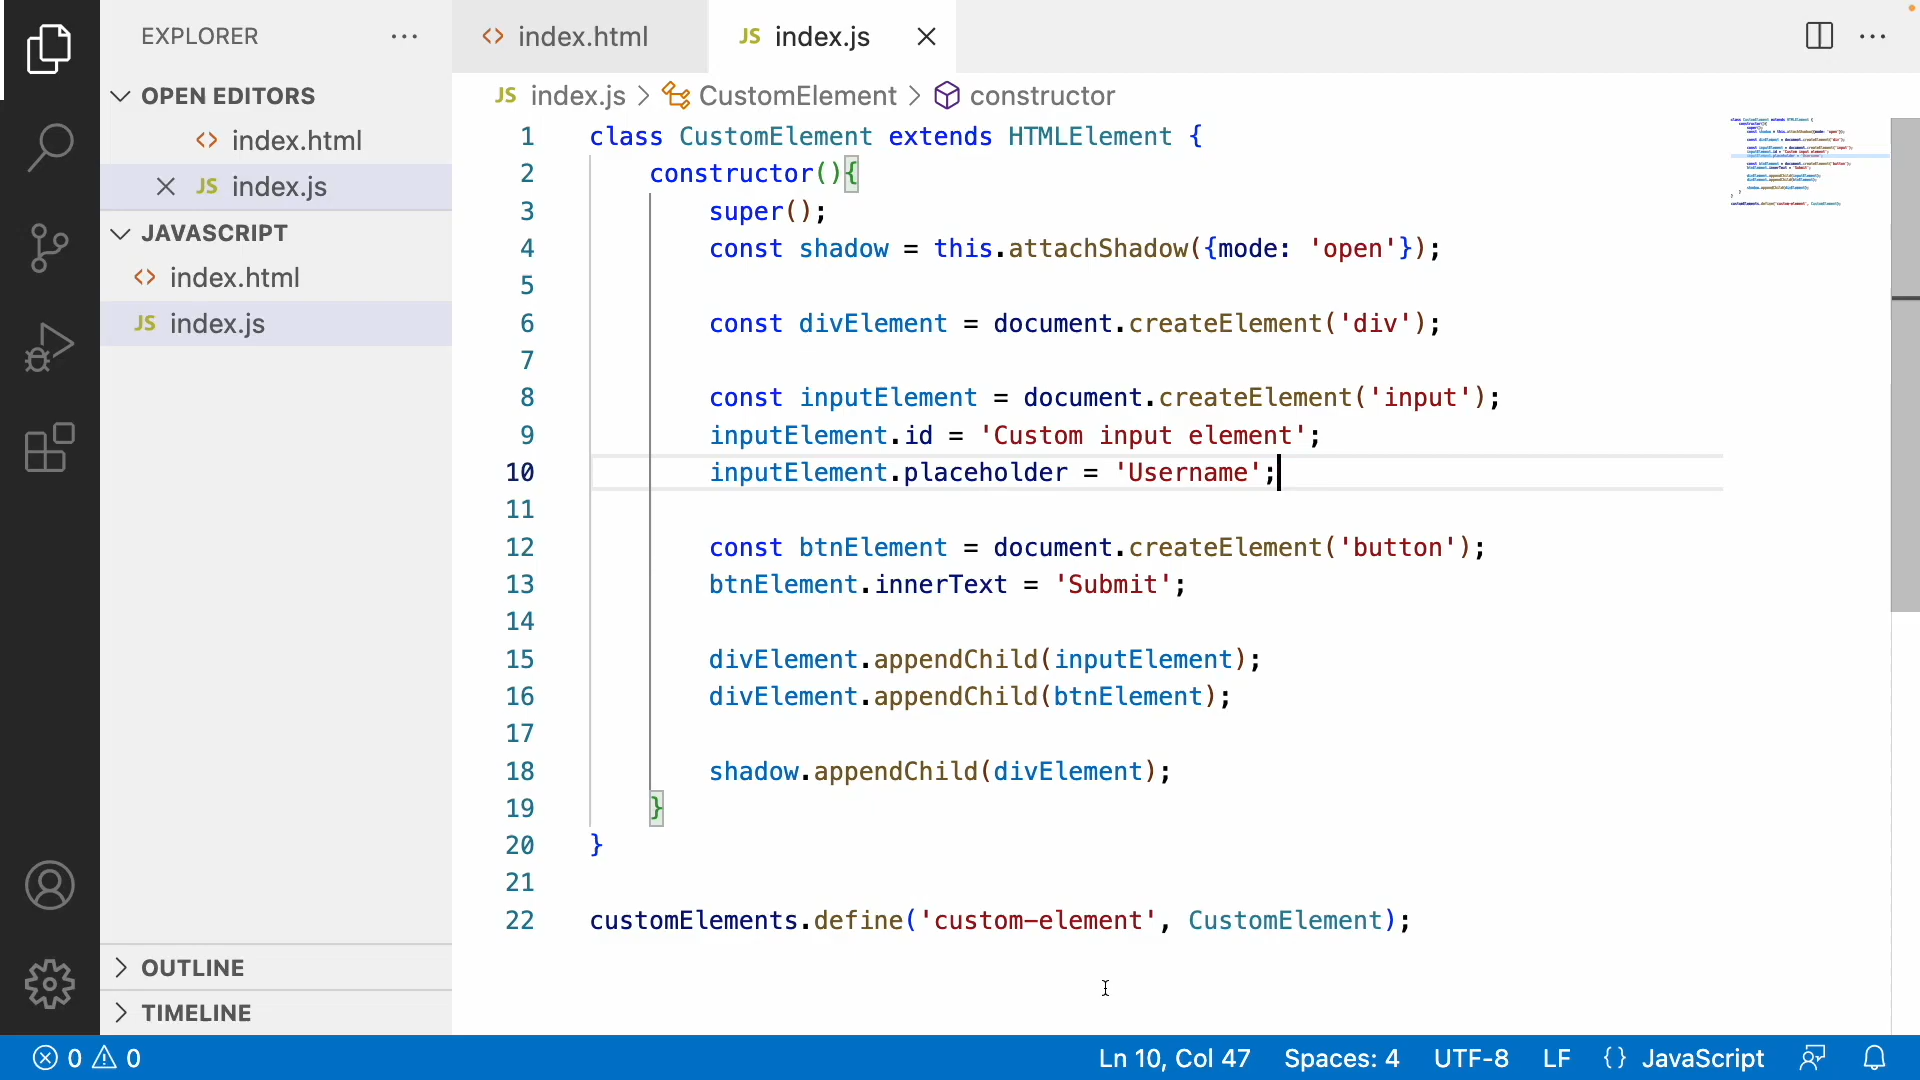 EXPLORER
OPEN EDITORS
index.html
JS index.js
JAVASCRIPT
index.html
JS index.js
OUTLINE
TIMELINE
index.html
JS index.js
JS index.js > CustomElement > constructor
1 class CustomElement extends HTMLElement {
2 constructor(){
3 super();
4 const shadow = this.attachShadow({mode: 'open'});
5
6 const divElement = document.createElement('div');
7
8 const inputElement = document.createElement('input');
9 inputElement.id = 'Custom input element';
10 inputElement.placeholder = 'Username';
11
12 const btnElement = document.createElement('button');
13 btnElement.innerText = 'Submit';
14
15 divElement.appendChild(inputElement);
16 divElement.appendChild(btnElement);
17
18 shadow.appendChild(divElement);
19 }
20 }
21
22 customElements.define('custom-element', CustomElement);
0 0
Ln 10, Col 47 Spaces: 4 UTF-8 LF {} JavaScript